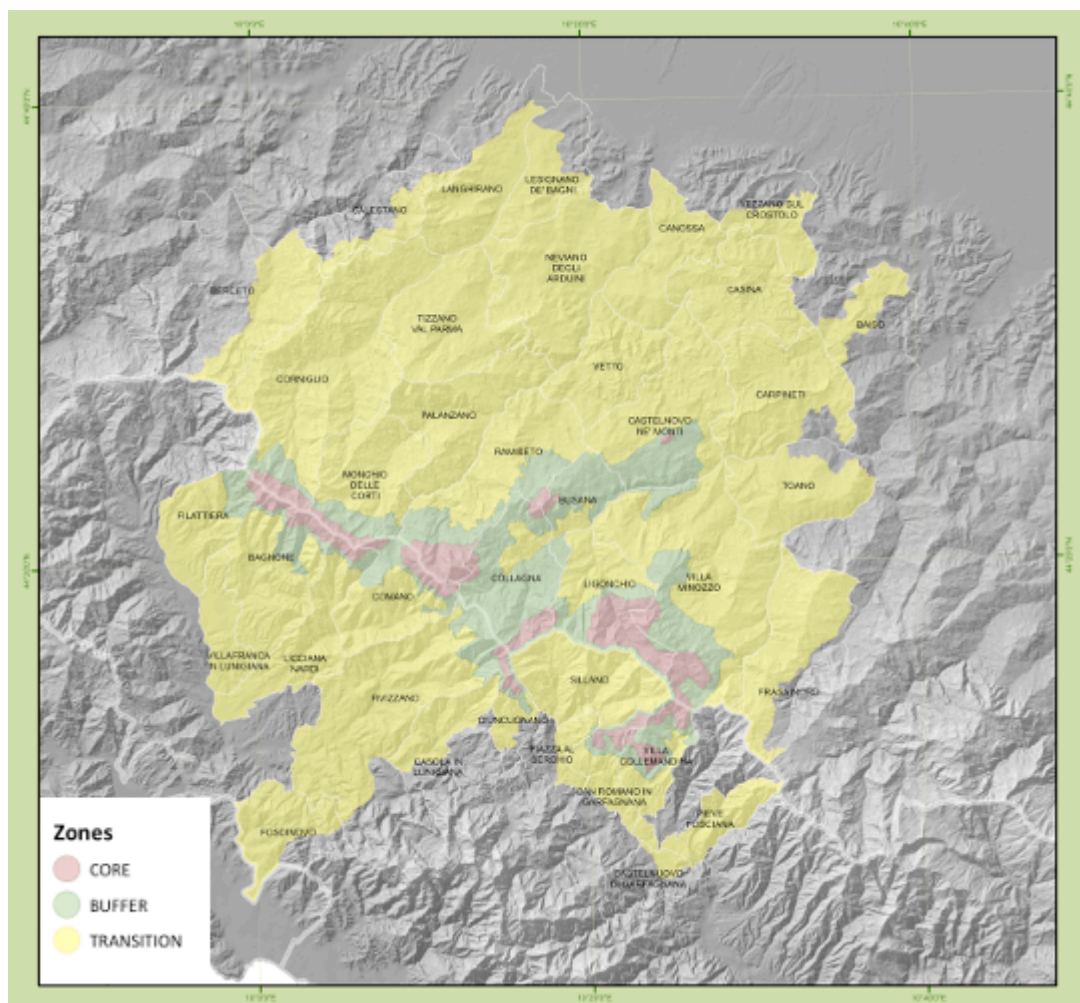 LESIGNANO
DE' BAGNI
LANGHIRANO
CALESTANO
VEZZANO SUL
CROSTOLO
CANOSSA
NEVIANO
DEGLI
ARDUINI
BERCETO
CASINA
TIZZANO
VAL PARMA
BAISO
VETTO
CORNIGLIO
CARPINETI
PALANZANO
CASTELNOVO
NE' MONTI
RAMISETO
MONCHIO
DELLE
CORTI
TOANO
BUSANA
FILATTIERA
BAGNONE
COLLAGNA
LIGONCHIO
VILLA
MINOZZO
COMANO
VILLAFRANCA
IN LUNIGIANA
LICCIANA
NARDI
SILLANO
FIVIZZANO
FRASSINORO
GIUNCUGNANO
PIAZZA AL
SERCHIO
VILLA
COLLEMANDINA
CASOLA IN
LUNIGIANA
SAN ROMANO IN
GARFAGNANA
PIEVE
FOSCIANA
FOSDINOVO
CASTELNUOVO
DI GARFAGNANA
Zones
CORE
BUFFER
TRANSITION